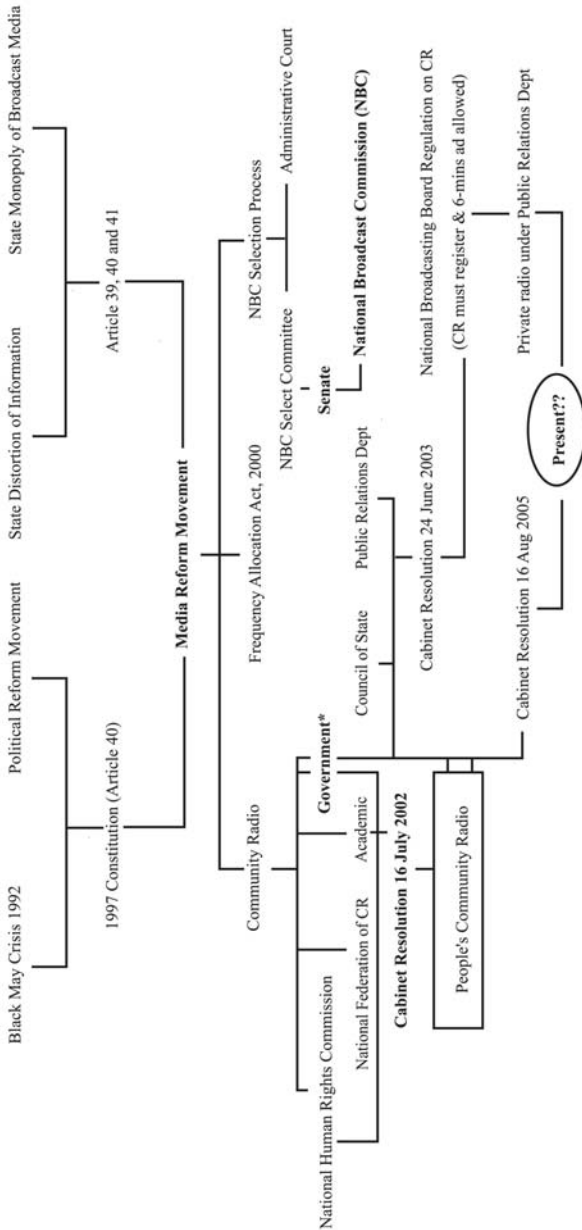 Black May Crisis 1992
Political Reform Movement
State Distortion of Information
State Monopoly of Broadcast Media
1997 Constitution (Article 40)
Article 39, 40 and 41
Media Reform Movement
Community Radio
Frequency Allocation Act, 2000
NBC Selection Process
National Human Rights Commission
Government*
NBC Select Committee
Administrative Court
National Federation of CR
Academic
Council of State
Public Relations Dept
Senate
National Broadcast Commission (NBC)
Cabinet Resolution 16 July 2002
Cabinet Resolution 24 June 2003
National Broadcasting Board Regulation on CR
(CR must register & 6-mins ad allowed)
People's Community Radio
Cabinet Resolution 16 Aug 2005
Private radio under Public Relations Dept
Present??